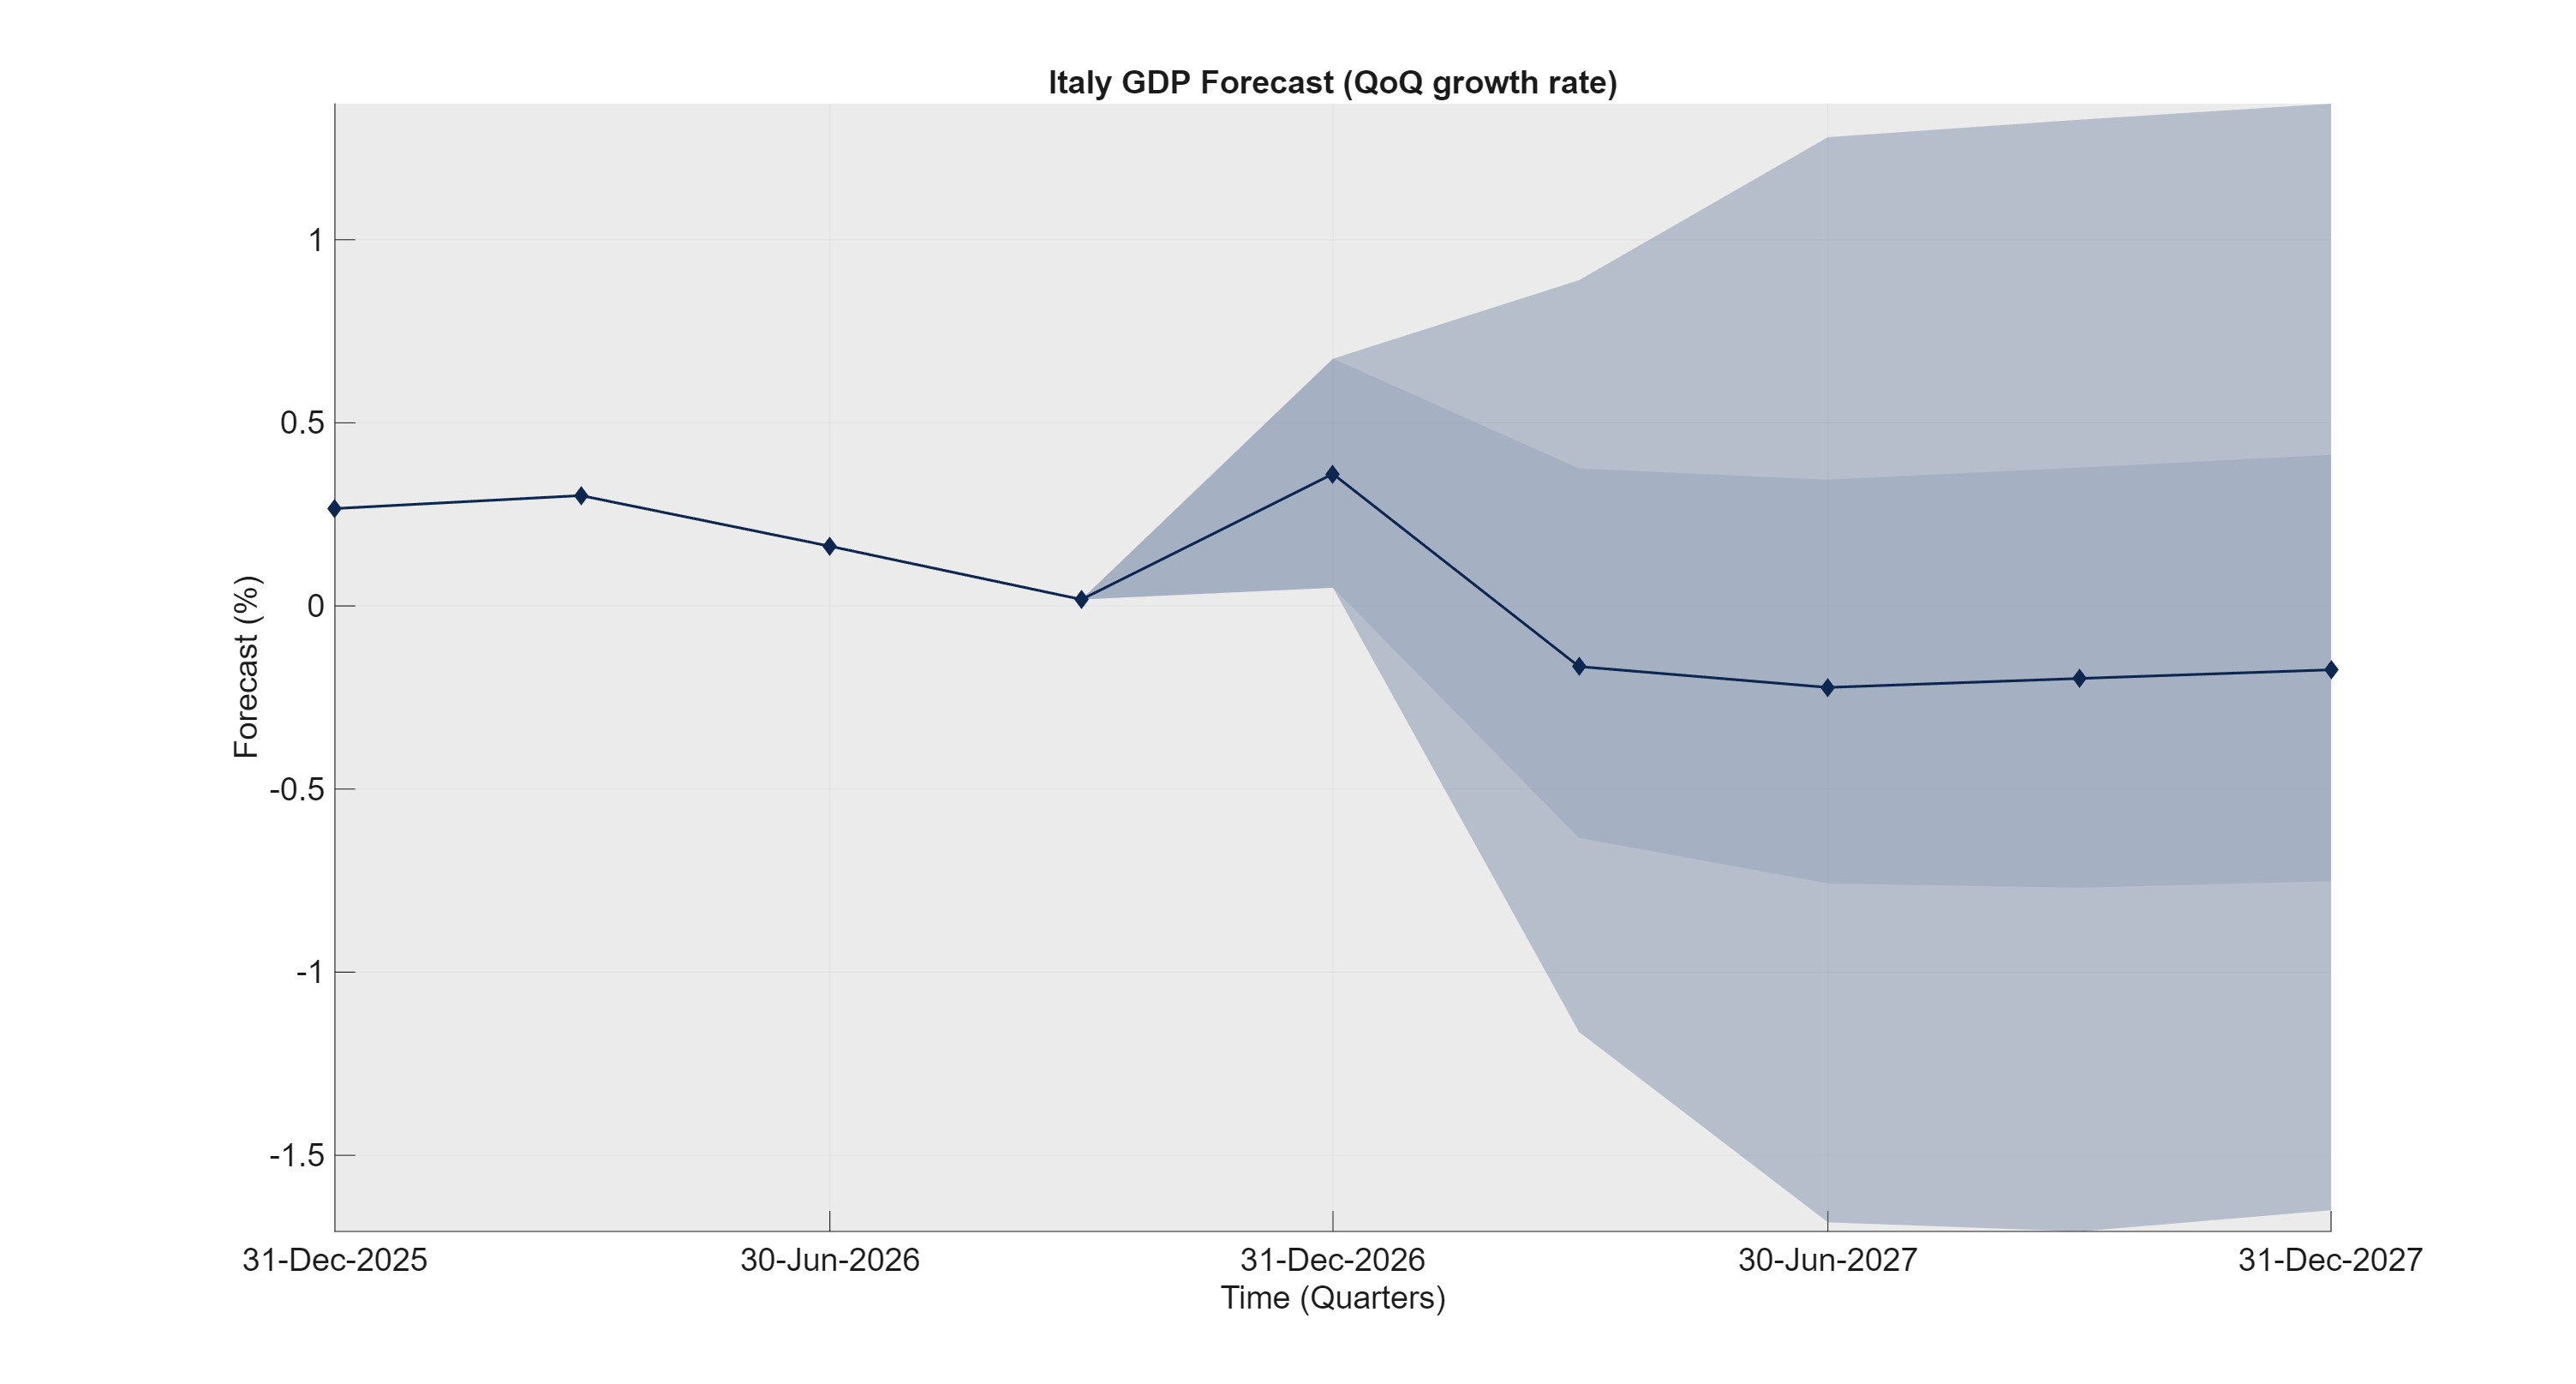 Italy GDP Forecast (QoQ growth rate)
1
0.5
0
-0.5
-1
-1.5
Forecast (%)
31-Dec-2025
30-Jun-2026
31-Dec-2026
30-Jun-2027
31-Dec-2027
Time (Quarters)